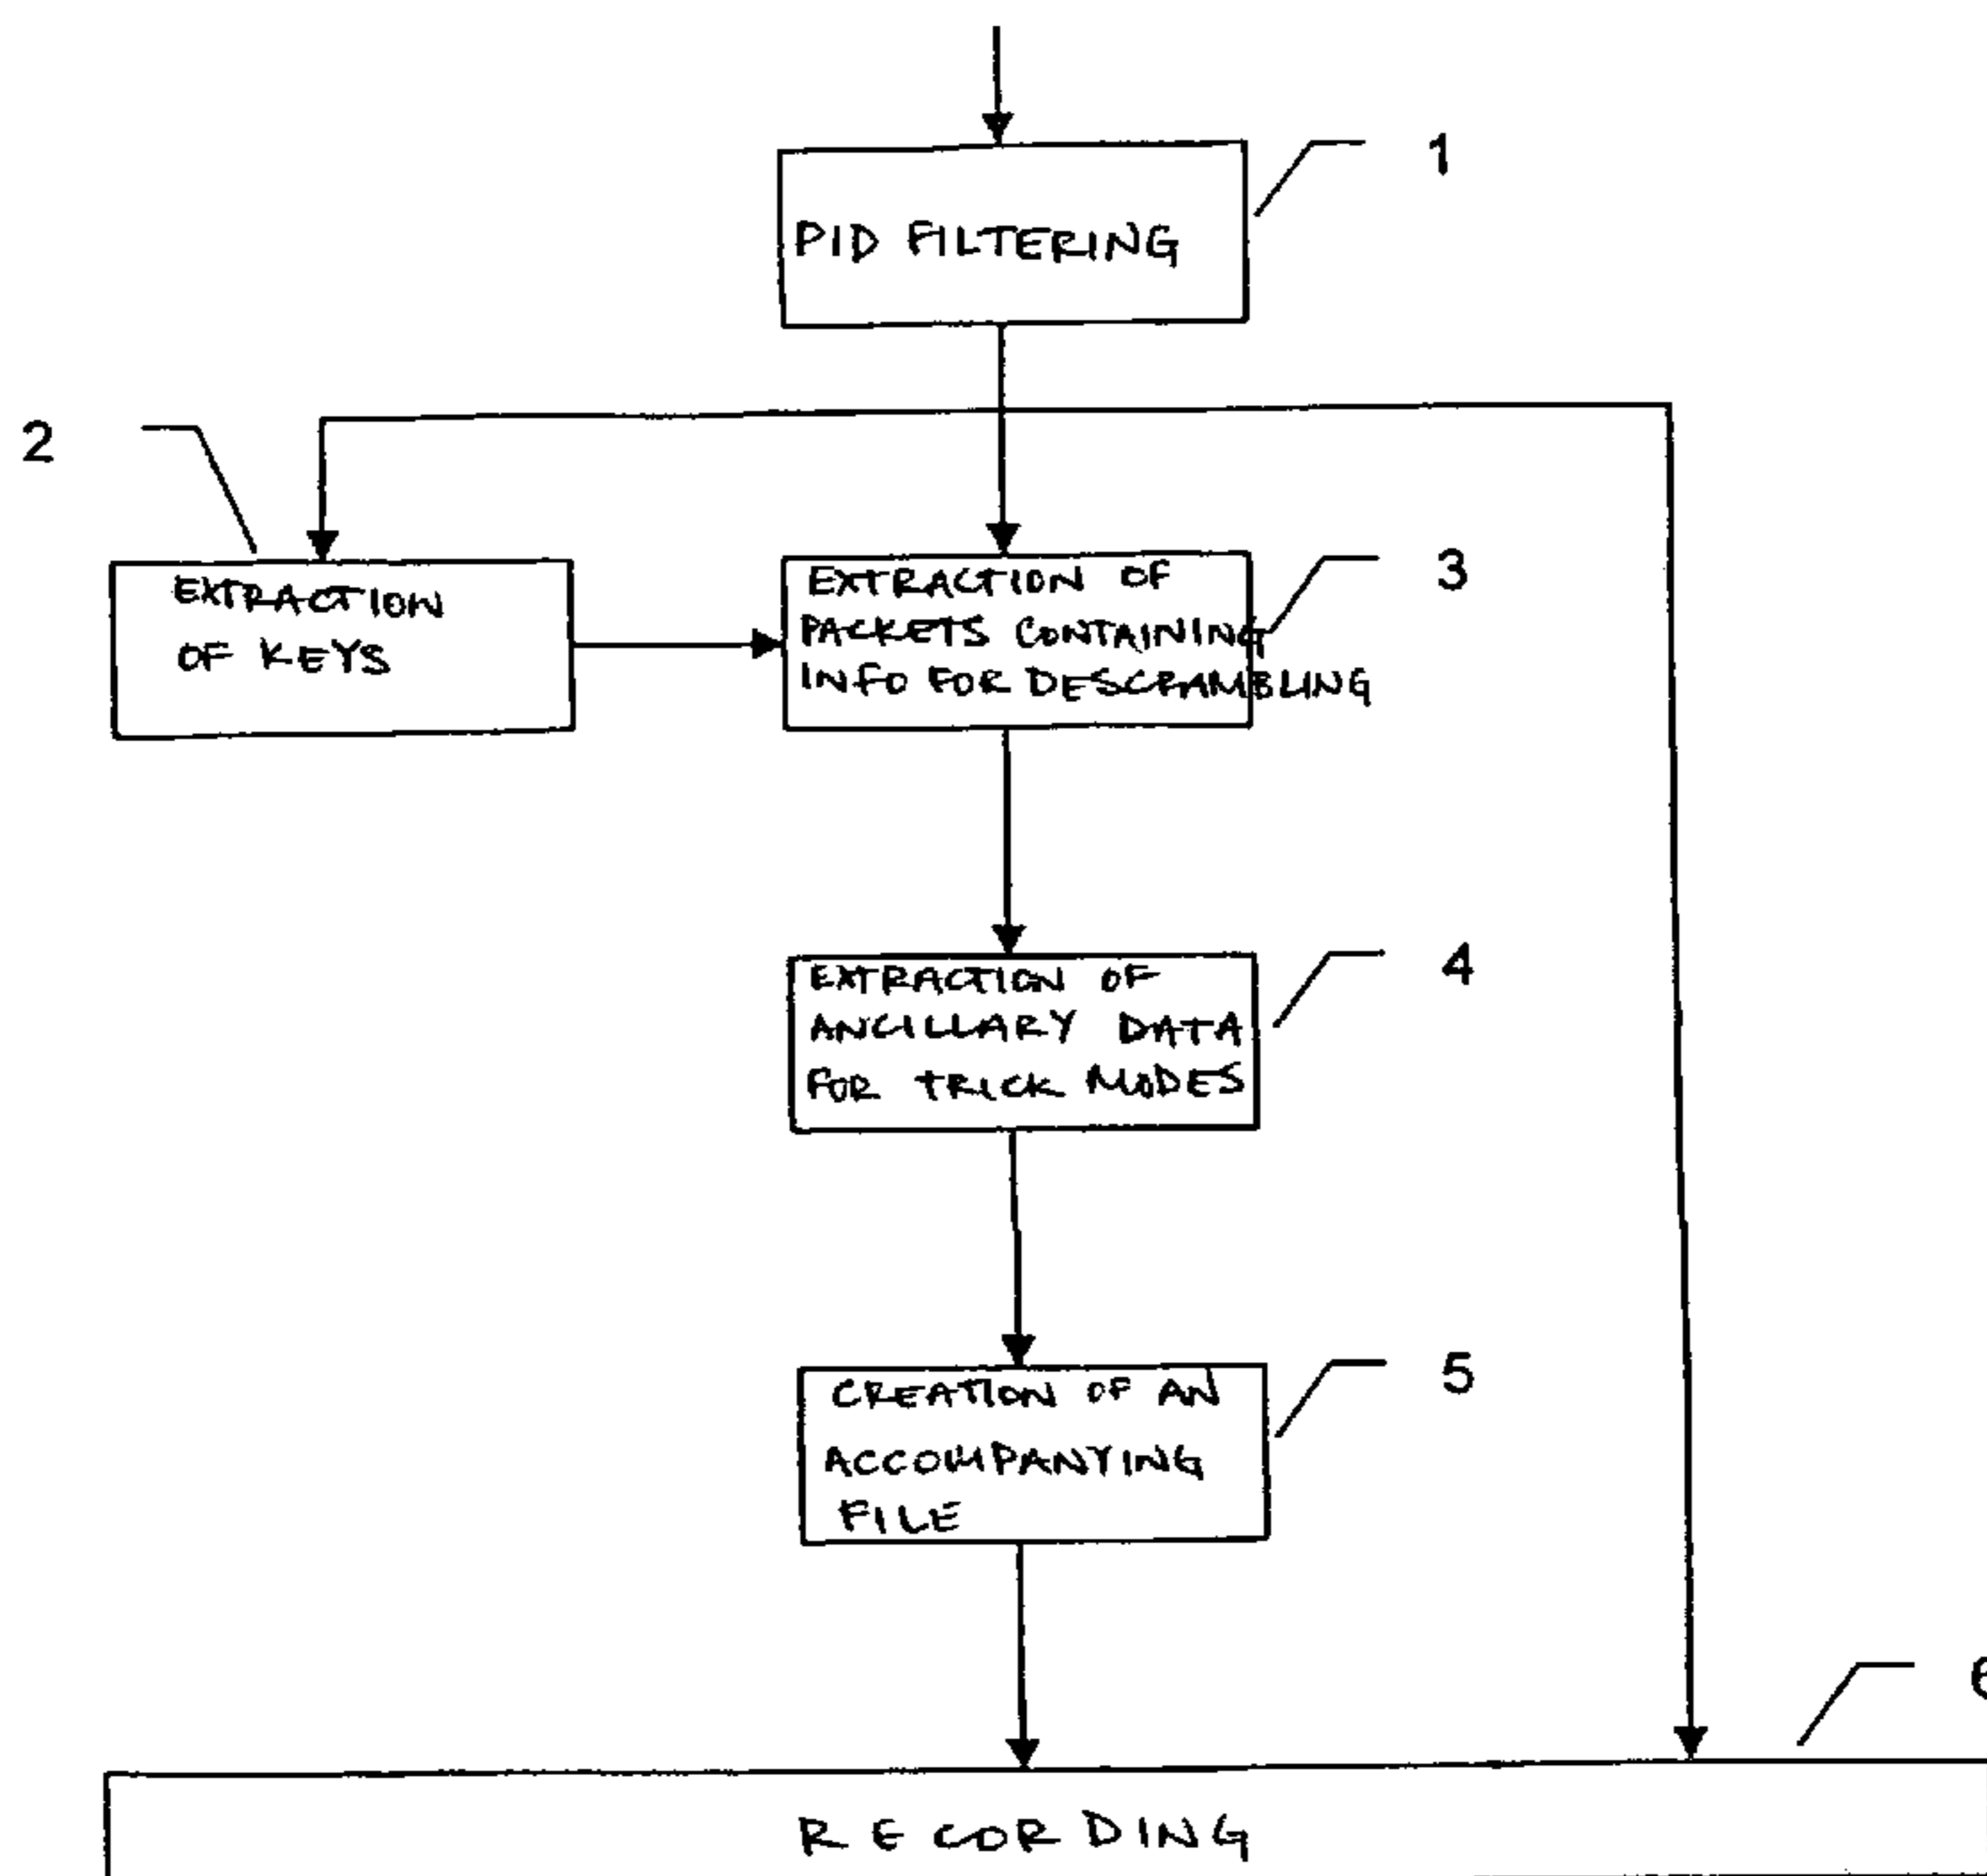 1
PID FILTERING
2
EXTRACTION
OF KEYS
3
EXTRACTION OF
PACKETS CONTAINING
INFO FOR DESCRAMBLING
4
EXTRACTION OF
ANCILLARY DATA
FOR TRICK MODES
5
CREATION OF AN
ACCOMPANYING
FILE
6
RECORDING